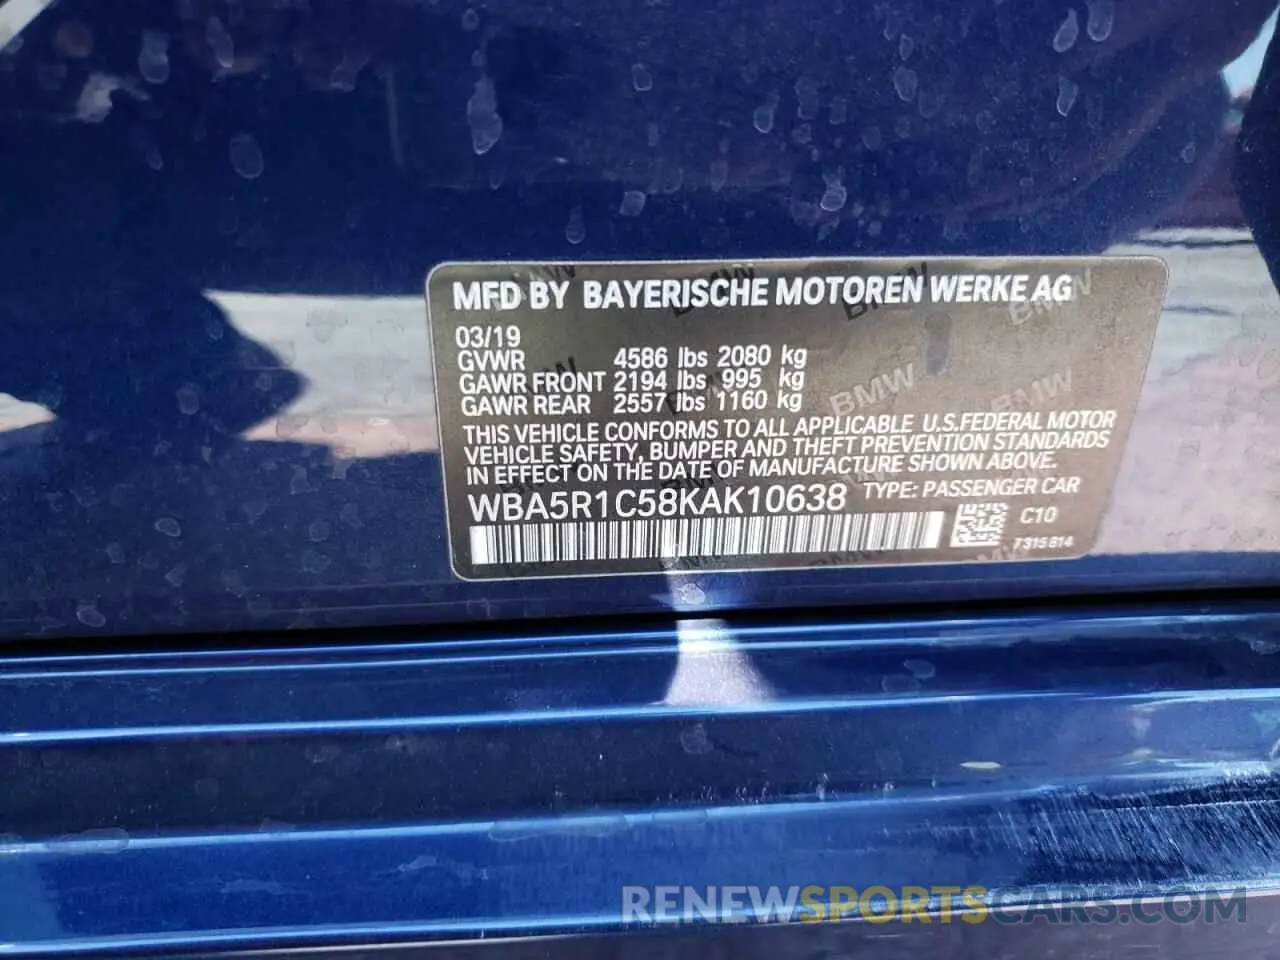 MFD BY BAYERISCHE MOTOREN WERKE AG
03/19
GVWR 4586 lbs 2080 kg
GAWR FRONT 2194 lbs 995 kg
GAWR REAR 2557 lbs 1160 kg
THIS VEHICLE CONFORMS TO ALL APPLICABLE U.S.FEDERAL MOTOR
VEHICLE SAFETY, BUMPER AND THEFT PREVENTION STANDARDS
IN EFFECT ON THE DATE OF MANUFACTURE SHOWN ABOVE.
WBA5R1C58KAK10638 TYPE: PASSENGER CAR
C10
7315814
RENEWSPORTSCARS.COM